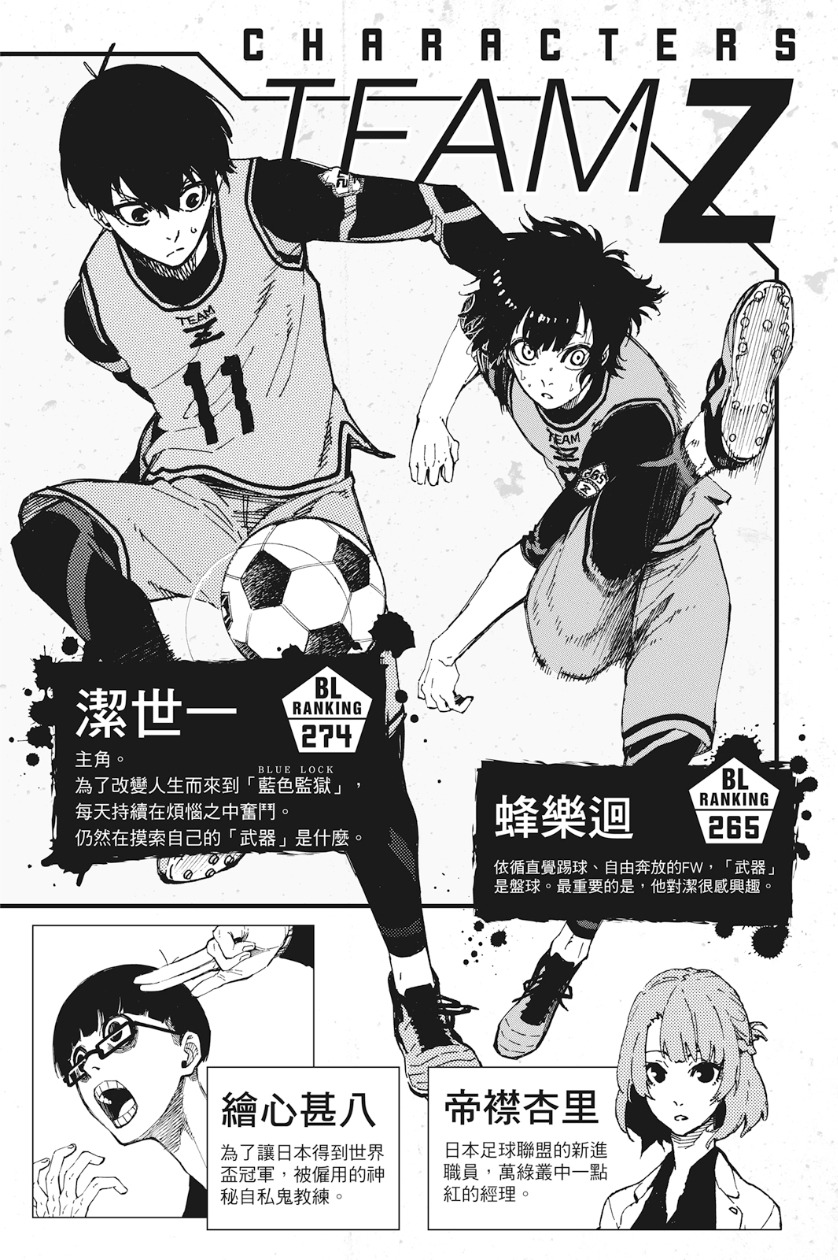 CHARACTERS
TEAM Z
TEAM
Z
11
TEAM
Z
潔世一
BL
RANKING
274
主角。
BLUE LOCK
為了改變人生而來到「藍色監獄」，
每天持續在煩惱之中奮鬥。
仍然在摸索自己的「武器」是什麼。
蜂樂迴
BL
RANKING
265
依循直覺踢球、自由奔放的FW，「武器」
是盤球。最重要的是，他對潔很感興趣。
繪心甚八
為了讓日本得到世界
盃冠軍，被僱用的神
秘自私鬼教練。
帝襟杏里
日本足球聯盟的新進
職員，萬綠叢中一點
紅的經理。